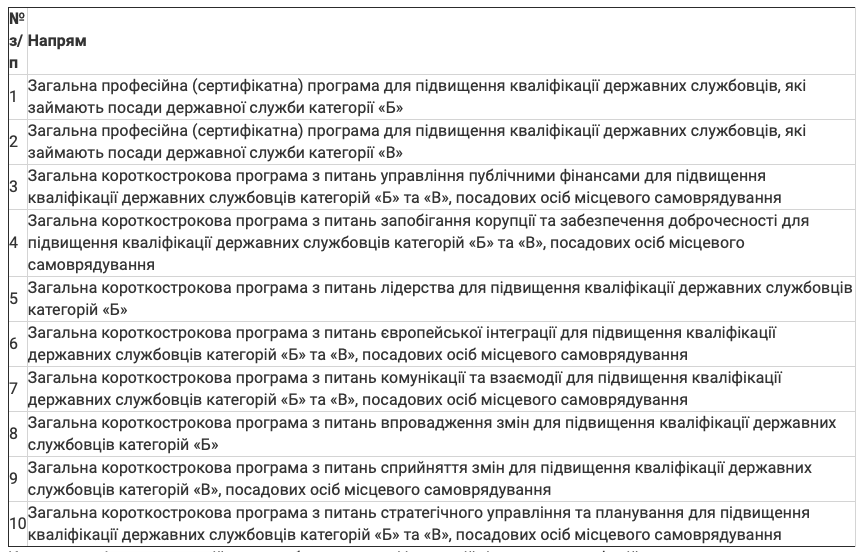 №
з/
п
Напрям
1
Загальна професійна (сертифікатна) програма для підвищення кваліфікації державних службовців, які
займають посади державної служби категорії «Б»
2
Загальна професійна (сертифікатна) програма для підвищення кваліфікації державних службовців, які
займають посади державної служби категорії «В»
3
Загальна короткострокова програма з питань управління публічними фінансами для підвищення
кваліфікації державних службовців категорій «Б» та «В», посадових осіб місцевого самоврядування
4
Загальна короткострокова програма з питань запобігання корупції та забезпечення доброчесності для
підвищення кваліфікації державних службовців категорій «Б» та «В», посадових осіб місцевого
самоврядування
5
Загальна короткострокова програма з питань лідерства для підвищення кваліфікації державних службовців
категорій «Б»
6
Загальна короткострокова програма з питань європейської інтеграції для підвищення кваліфікації
державних службовців категорій «Б» та «В», посадових осіб місцевого самоврядування
7
Загальна короткострокова програма з питань комунікації та взаємодії для підвищення кваліфікації
державних службовців категорій «Б» та «В», посадових осіб місцевого самоврядування
8
Загальна короткострокова програма з питань впровадження змін для підвищення кваліфікації державних
службовців категорій «Б»
9
Загальна короткострокова програма з питань сприйняття змін для підвищення кваліфікації державних
службовців категорій «В», посадових осіб місцевого самоврядування
10
Загальна короткострокова програма з питань стратегічного управління та планування для підвищення
кваліфікації державних службовців категорій «Б» та «В», посадових осіб місцевого самоврядування